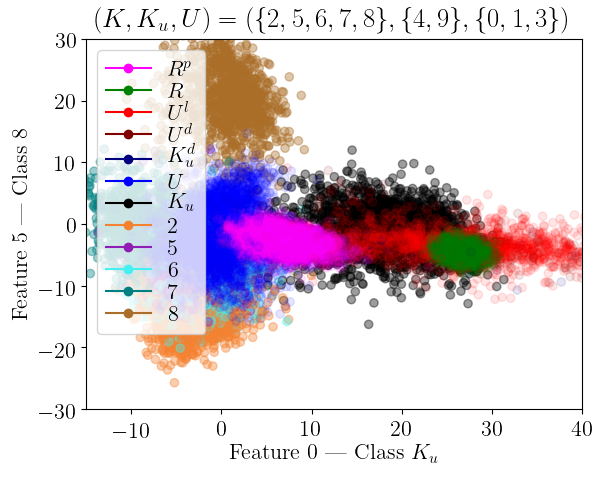 (K, K_u, U) = ({2, 5, 6, 7, 8}, {4, 9}, {0, 1, 3})
30
20
10
0
−10
−20
−30
Feature 5 — Class 8
R^p
R
U^l
U^d
K_u^d
U
K_u
2
5
6
7
8
−10
0
10
20
30
40
Feature 0 — Class K_u